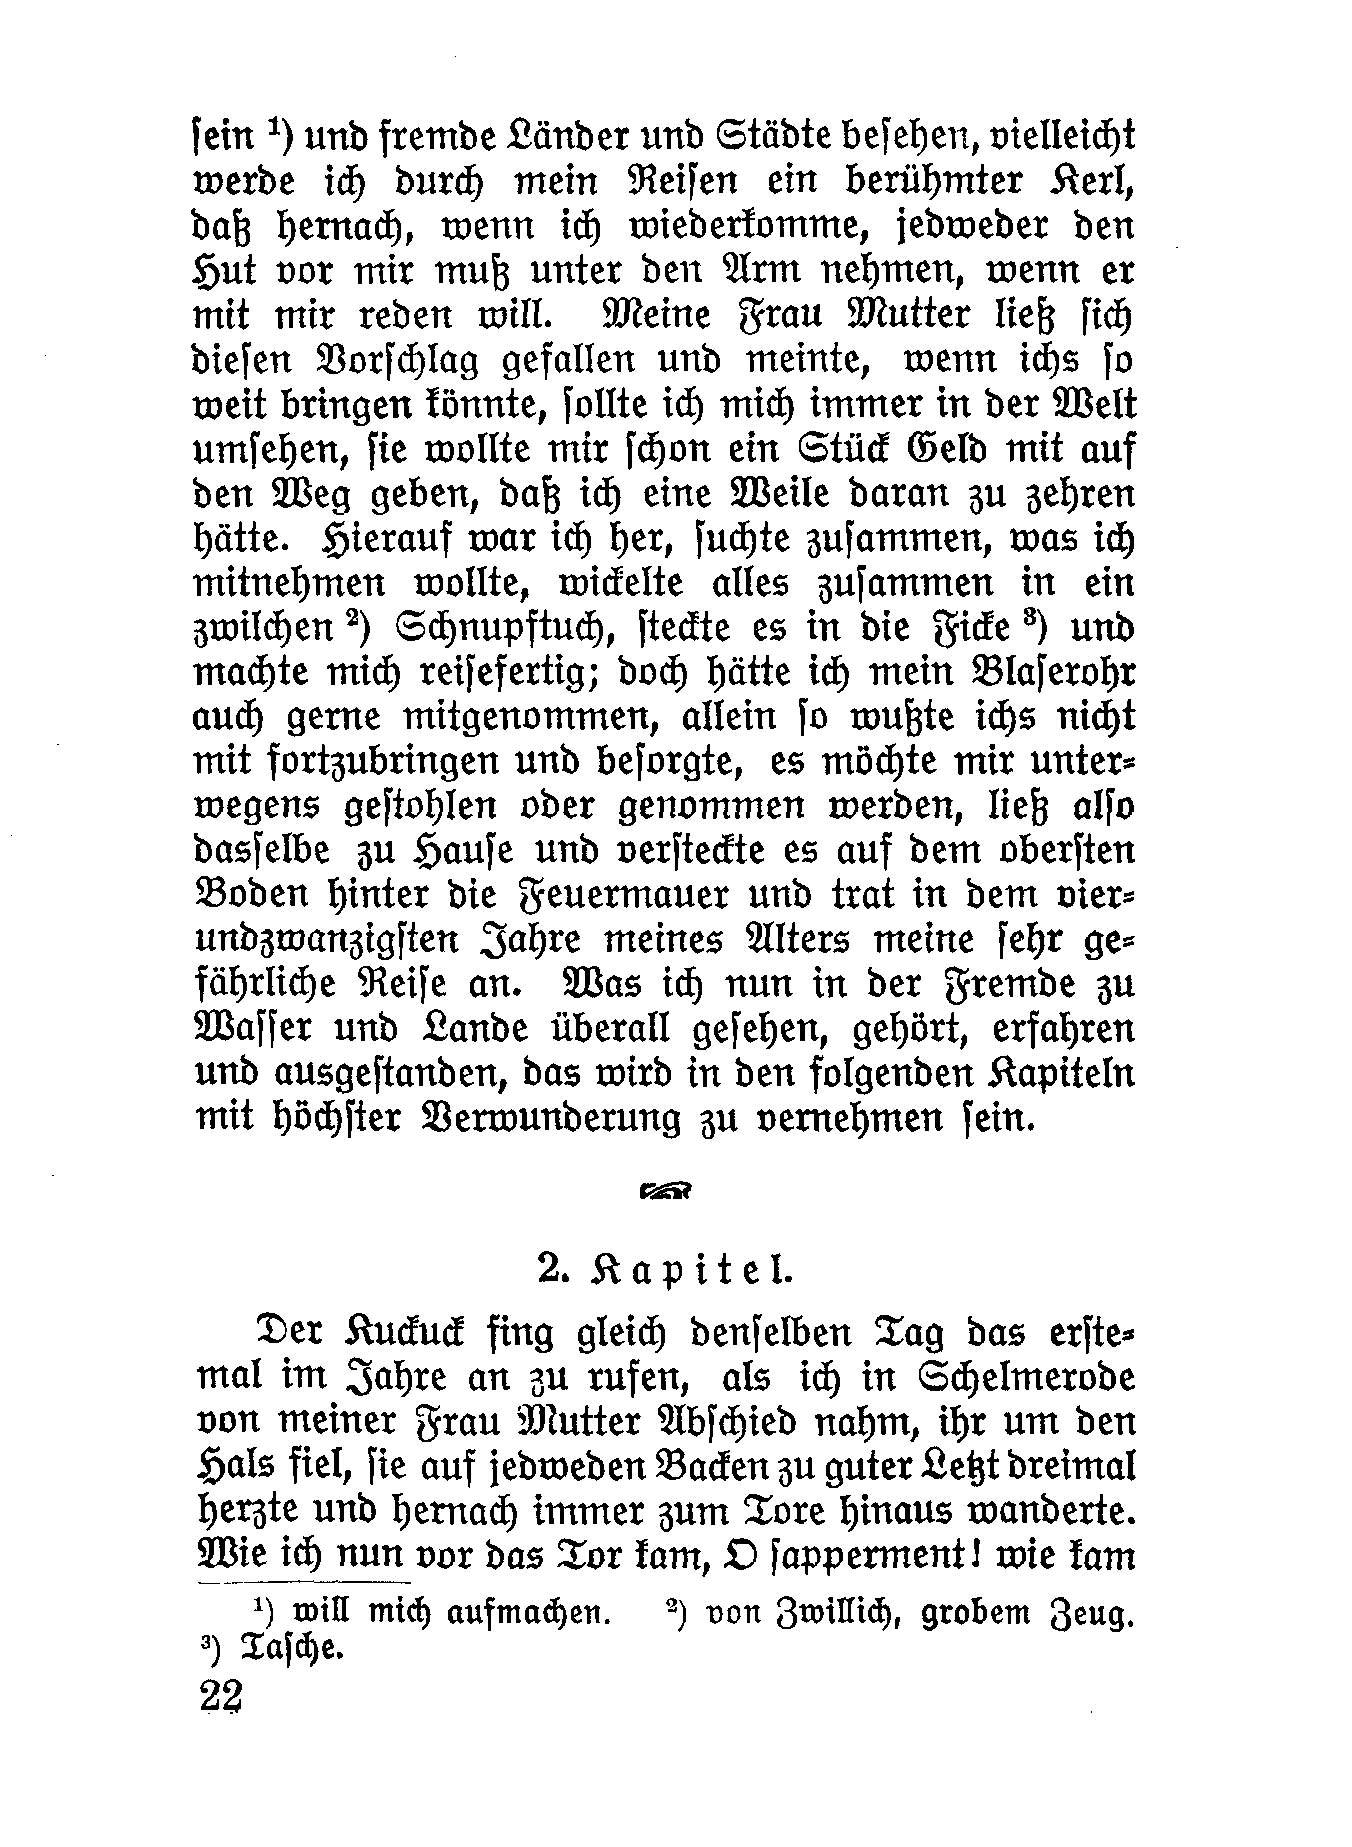 ſein ¹) und fremde Länder und Städte beſehen, vielleicht
werde ich durch mein Reiſen ein berühmter Kerl,
daß hernach, wenn ich wiederkomme, jedweder den
Hut vor mir muß unter den Arm nehmen, wenn er
mit mir reden will. Meine Frau Mutter ließ ſich
dieſen Vorſchlag gefallen und meinte, wenn ichs ſo
weit bringen könnte, ſollte ich mich immer in der Welt
umſehen, ſie wollte mir ſchon ein Stück Geld mit auf
den Weg geben, daß ich eine Weile daran zu zehren
hätte. Hierauf war ich her, ſuchte zuſammen, was ich
mitnehmen wollte, wickelte alles zuſammen in ein
zwilchen ²) Schnupftuch, ſteckte es in die Ficke ³) und
machte mich reiſefertig; doch hätte ich mein Blaſerohr
auch gerne mitgenommen, allein ſo wußte ichs nicht
mit fortzubringen und beſorgte, es möchte mir unter⸗
wegens geſtohlen oder genommen werden, ließ alſo
dasſelbe zu Hauſe und verſteckte es auf dem oberſten
Boden hinter die Feuermauer und trat in dem vier⸗
undzwanzigſten Jahre meines Alters meine ſehr ge⸗
fährliche Reiſe an. Was ich nun in der Fremde zu
Waſſer und Lande überall geſehen, gehört, erfahren
und ausgeſtanden, das wird in den folgenden Kapiteln
mit höchſter Verwunderung zu vernehmen ſein.
2. Kapitel.
Der Kuckuck fing gleich denſelben Tag das erſte⸗
mal im Jahre an zu rufen, als ich in Schelmerode
von meiner Frau Mutter Abſchied nahm, ihr um den
Hals fiel, ſie auf jedweden Backen zu guter Letzt dreimal
herzte und hernach immer zum Tore hinaus wanderte.
Wie ich nun vor das Tor kam, O ſapperment! wie kam
¹) will mich aufmachen. ²) von Zwillich, grobem Zeug.
³) Taſche.
22